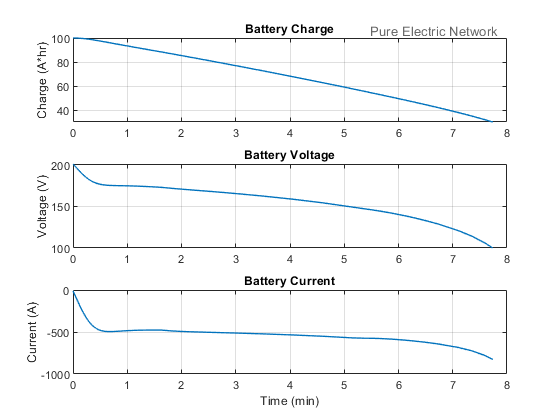 Battery Charge
Pure Electric Network
Charge (A*hr)
100
80
60
40
0 1 2 3 4 5 6 7 8
Battery Voltage
Voltage (V)
200
150
100
0 1 2 3 4 5 6 7 8
Battery Current
Current (A)
0
-500
-1000
0 1 2 3 4 5 6 7 8
Time (min)